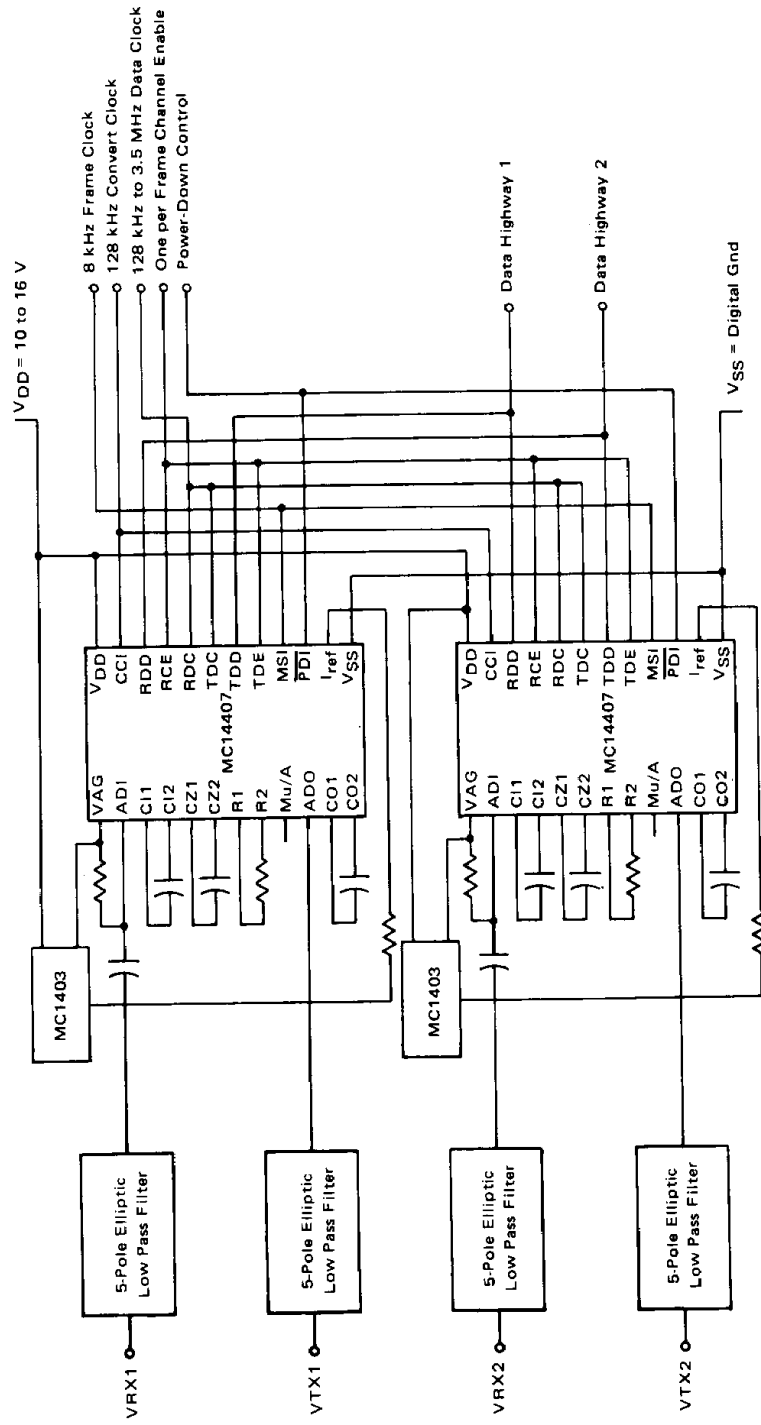 VDD = 10 to 16 V
8 kHz Frame Clock
128 kHz Convert Clock
128 kHz to 3.5 MHz Data Clock
One per Frame Channel Enable
Power-Down Control
Data Highway 1
Data Highway 2
VSS = Digital Gnd
VDD
CCI
RDD
RCE
RDC
TDC
TDD
TDE
MSI
PDI
Iref
VSS
MC14407
VAG
ADI
CI1
CI2
CZ1
CZ2
R1
R2
Mu/A
ADO
CO1
CO2
VDD
CCI
RDD
RCE
RDC
TDC
TDD
TDE
MSI
PDI
Iref
VSS
MC14407
VAG
ADI
CI1
CI2
CZ1
CZ2
R1
R2
Mu/A
ADO
CO1
CO2
MC1403
MC1403
5-Pole Elliptic
Low Pass Filter
5-Pole Elliptic
Low Pass Filter
5-Pole Elliptic
Low Pass Filter
5-Pole Elliptic
Low Pass Filter
VRX1
VTX1
VRX2
VTX2